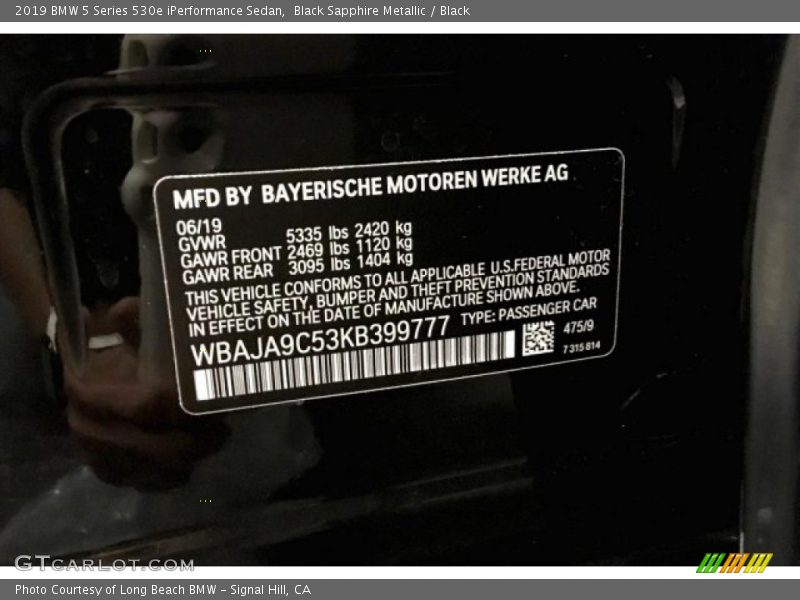 2019 BMW 5 Series 530e iPerformance Sedan,  Black Sapphire Metallic / Black
MFD BY BAYERISCHE MOTOREN WERKE AG
06/19
GVWR 5335 lbs 2420 kg
GAWR FRONT 2469 lbs 1120 kg
GAWR REAR 3095 lbs 1404 kg
THIS VEHICLE CONFORMS TO ALL APPLICABLE U.S.FEDERAL MOTOR
VEHICLE SAFETY, BUMPER AND THEFT PREVENTION STANDARDS
IN EFFECT ON THE DATE OF MANUFACTURE SHOWN ABOVE.
WBAJA9C53KB399777 TYPE: PASSENGER CAR
475/9
7315814
GTCARLOT.COM
Photo Courtesy of Long Beach BMW - Signal Hill, CA